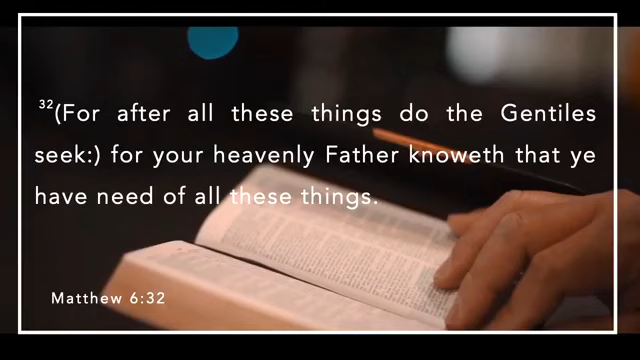 32(For after all these things do the Gentiles
seek:) for your heavenly Father knoweth that ye
have need of all these things.
Matthew 6:32